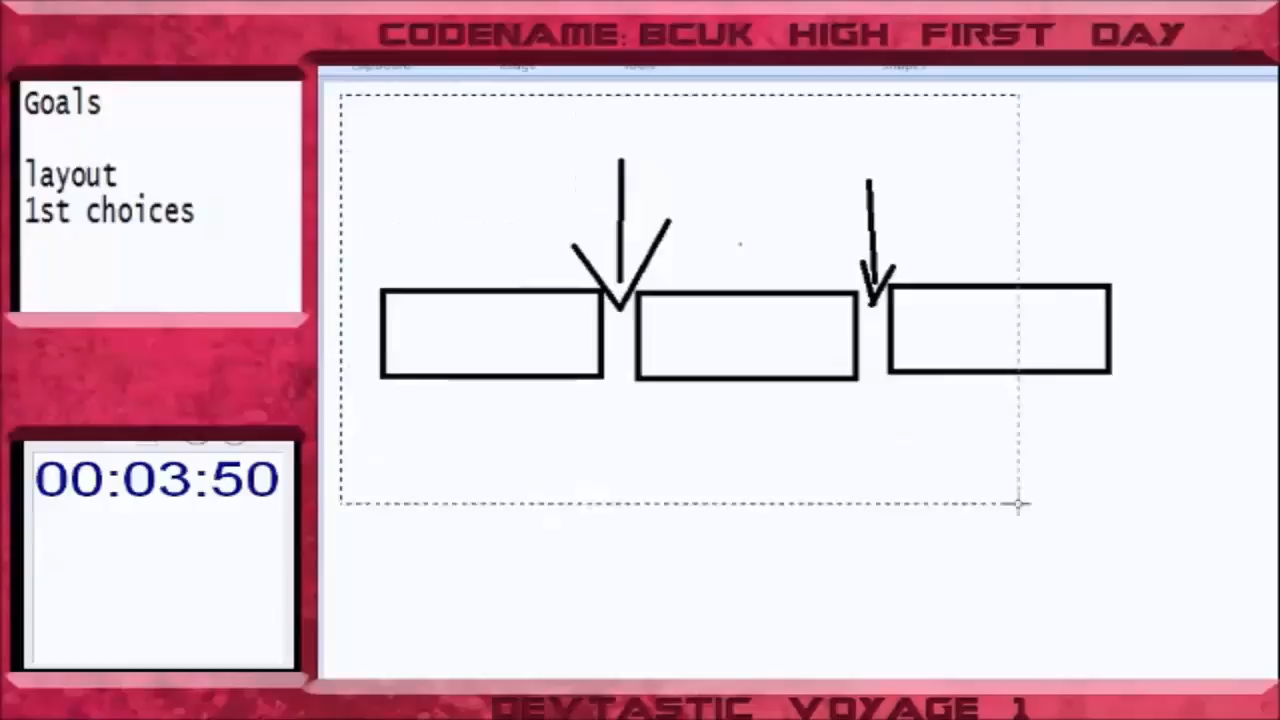 CODENAME: BCUK HIGH FIRST DAY
Goals
layout
1st choices
00:03:50
DEVTASTIC VOYAGE 1